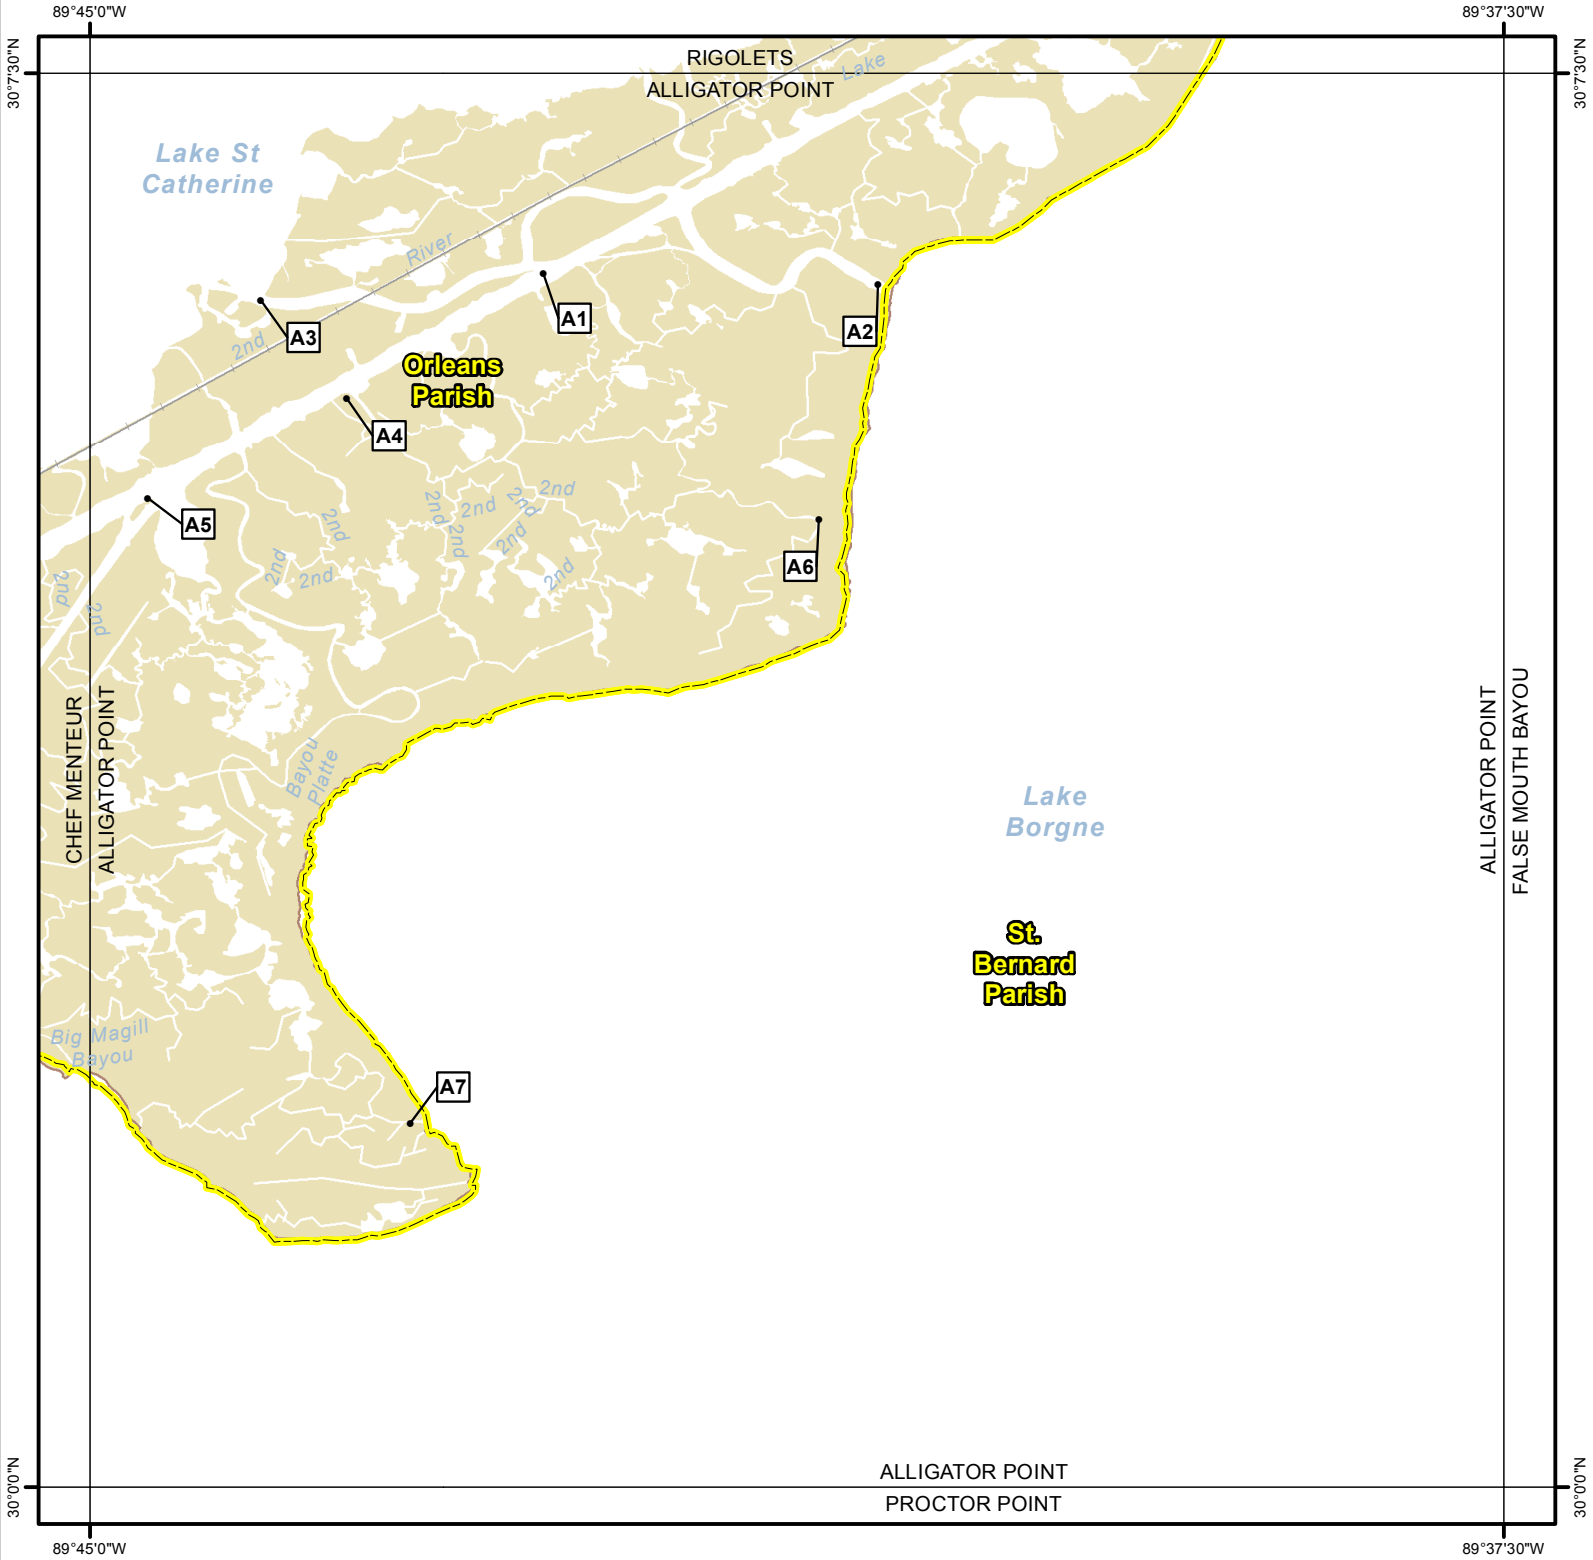 89°45'0"W
89°37'30"W
30°7'30"N
30°7'30"N
RIGOLETS
ALLIGATOR POINT
Lake
Lake St
Catherine
River
A1
A2
A3
2nd
Orleans
Parish
A4
A5
2nd
2nd
2nd
2nd
2nd
2nd
2nd
2nd
2nd
2nd
A6
2nd
2nd
CHEF MENTEUR
ALLIGATOR POINT
ALLIGATOR POINT
FALSE MOUTH BAYOU
Bayou
Platte
Lake
Borgne
St.
Bernard
Parish
Big Magill
Bayou
A7
ALLIGATOR POINT
PROCTOR POINT
30°0'0"N
30°0'0"N
89°45'0"W
89°37'30"W